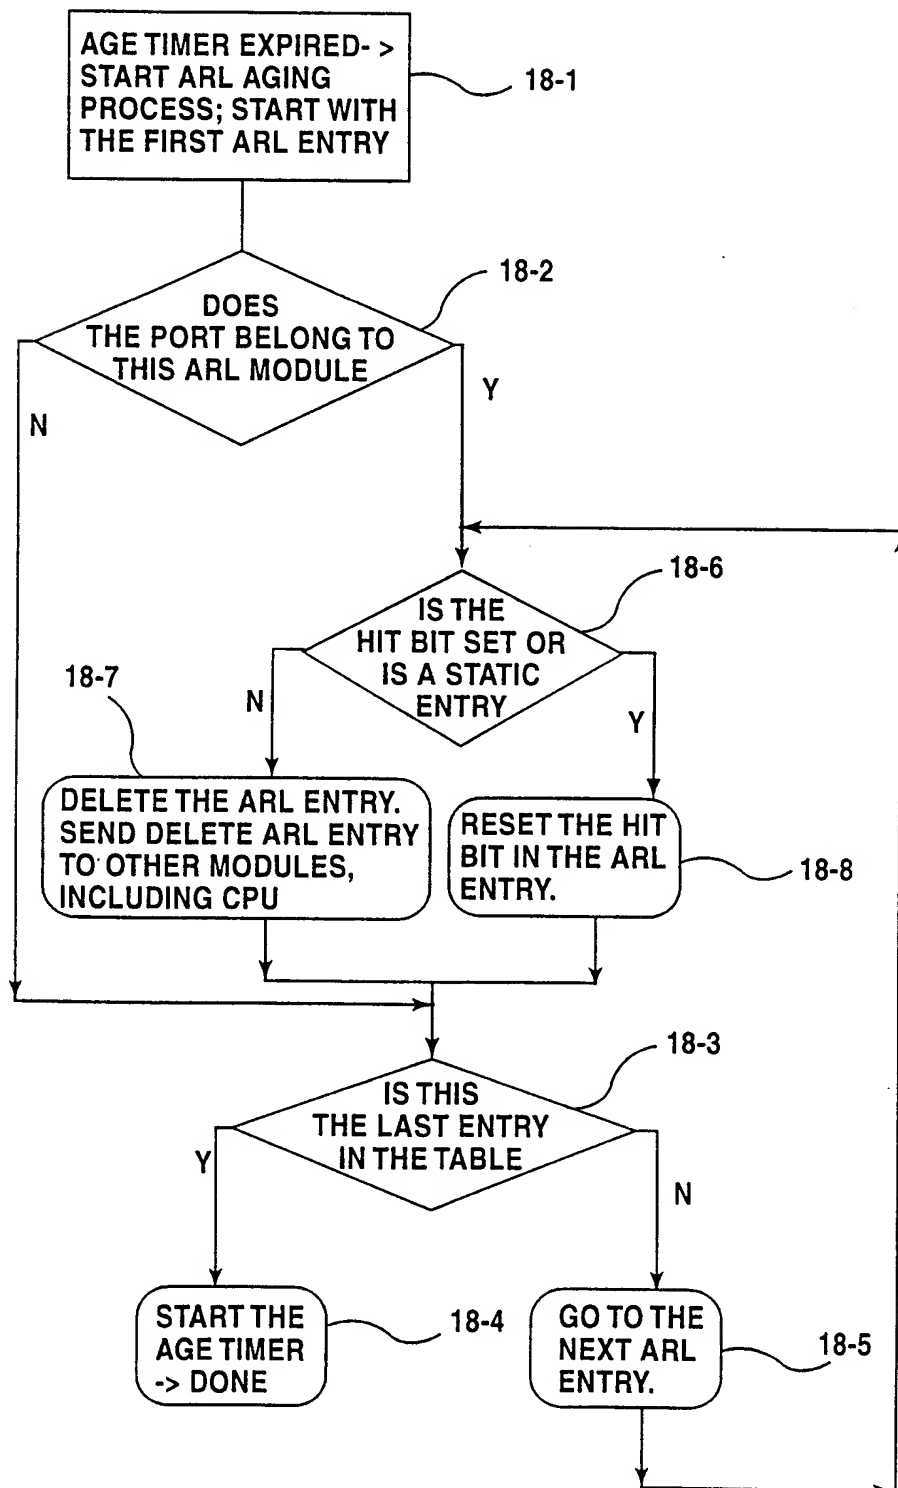 AGE TIMER EXPIRED- >
START ARL AGING
PROCESS; START WITH
THE FIRST ARL ENTRY
18-1
18-2
DOES
THE PORT BELONG TO
THIS ARL MODULE
N
Y
18-6
IS THE
HIT BIT SET OR
IS A STATIC
ENTRY
18-7
N
Y
DELETE THE ARL ENTRY.
SEND DELETE ARL ENTRY
TO OTHER MODULES,
INCLUDING CPU
RESET THE HIT
BIT IN THE ARL
ENTRY.
18-8
18-3
IS THIS
THE LAST ENTRY
IN THE TABLE
Y
N
START THE
AGE TIMER
-> DONE
18-4
GO TO THE
NEXT ARL
ENTRY.
18-5